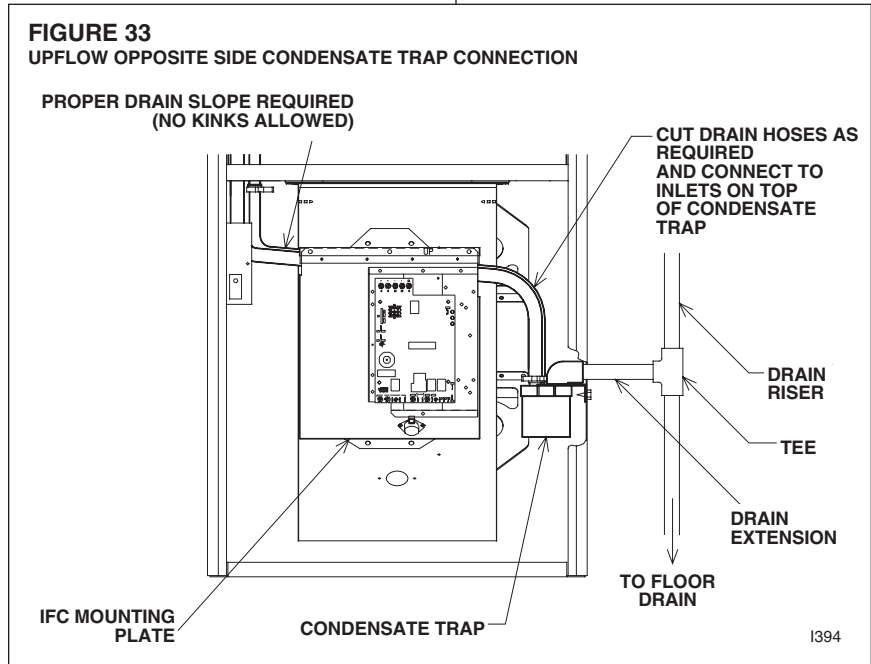 FIGURE 33
UPFLOW OPPOSITE SIDE CONDENSATE TRAP CONNECTION
PROPER DRAIN SLOPE REQUIRED
(NO KINKS ALLOWED)
CUT DRAIN HOSES AS
REQUIRED
AND CONNECT TO
INLETS ON TOP
OF CONDENSATE
TRAP
DRAIN
RISER
TEE
DRAIN
EXTENSION
TO FLOOR
DRAIN
IFC MOUNTING
PLATE
CONDENSATE TRAP
I394